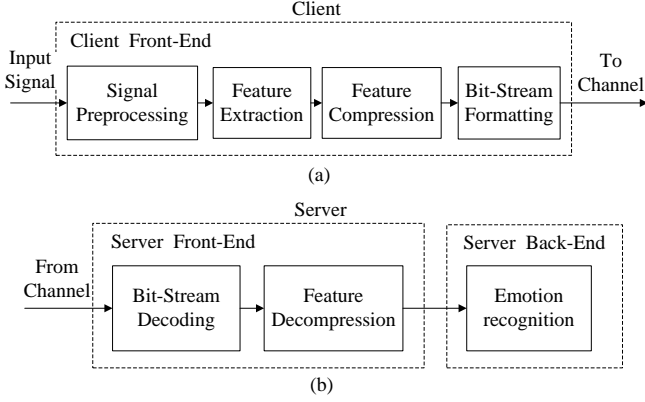 Client
Client Front-End
Input
Signal
Signal
Preprocessing
Feature
Extraction
Feature
Compression
Bit-Stream
Formatting
To
Channel
(a)
Server
Server Front-End
Server Back-End
From
Channel
Bit-Stream
Decoding
Feature
Decompression
Emotion
recognition
(b)